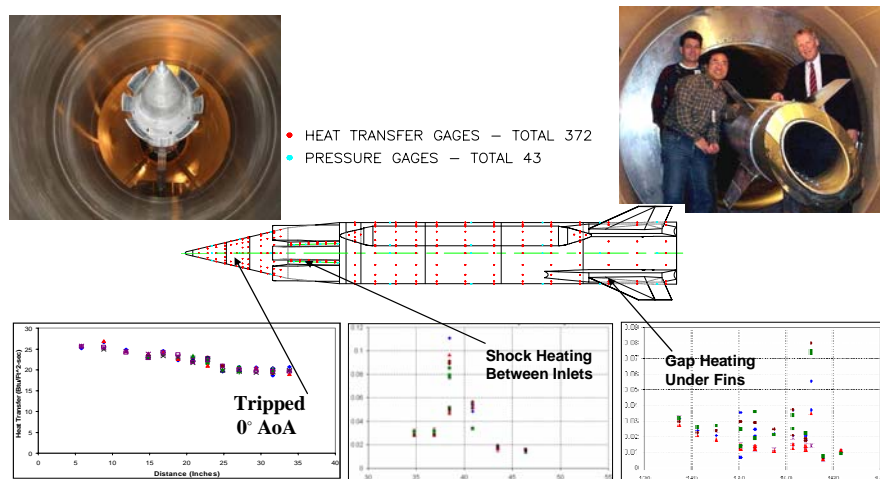 HEAT TRANSFER GAGES – TOTAL 372
PRESSURE GAGES – TOTAL 43
30
25
20
15
10
5
0
0
5
10
15
20
25
30
35
40
Heat Transfer (Btu/Ft^2-sec)
Distance (Inches)
Tripped
0° AoA
0.1
0.08
0.06
0.04
0.02
0
35
40
45
50
55
Shock Heating
Between Inlets
Gap Heating
Under Fins